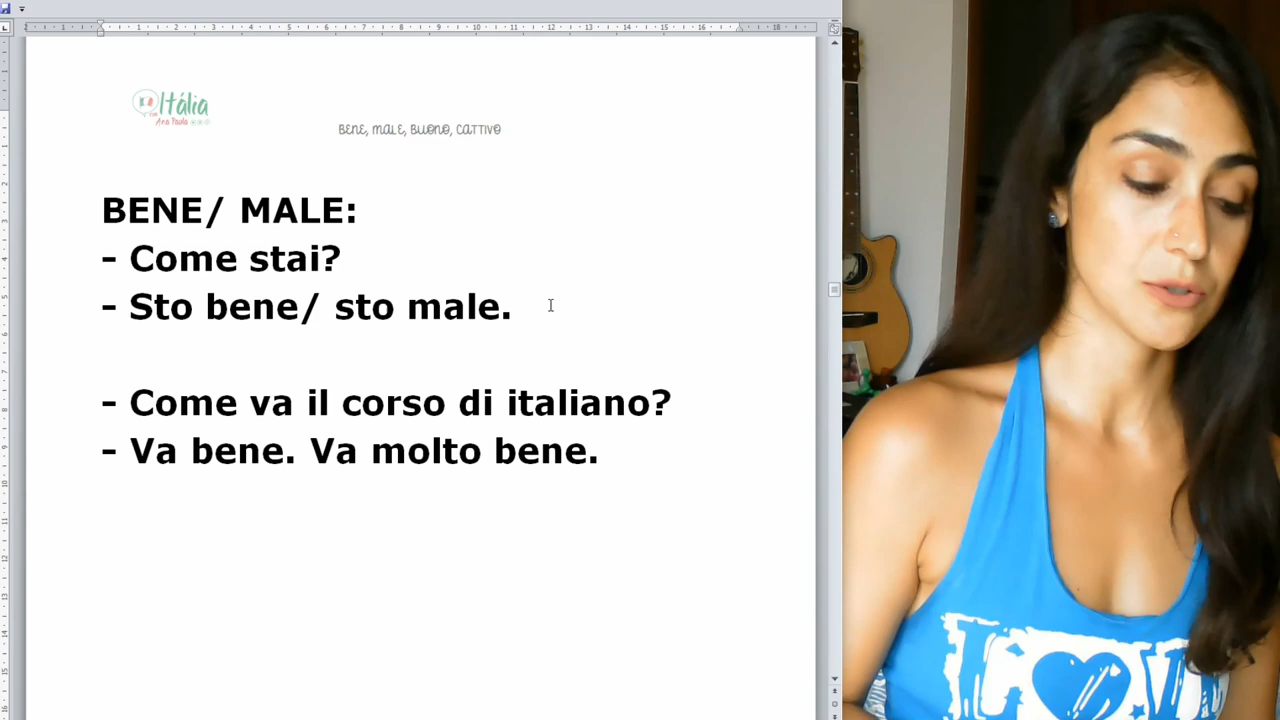 Itália
com
Ana Paula
BENE, MALE, BUONO, CATTIVO
BENE/ MALE:
- Come stai?
- Sto bene/ sto male.
- Come va il corso di italiano?
- Va bene. Va molto bene.
LOVE